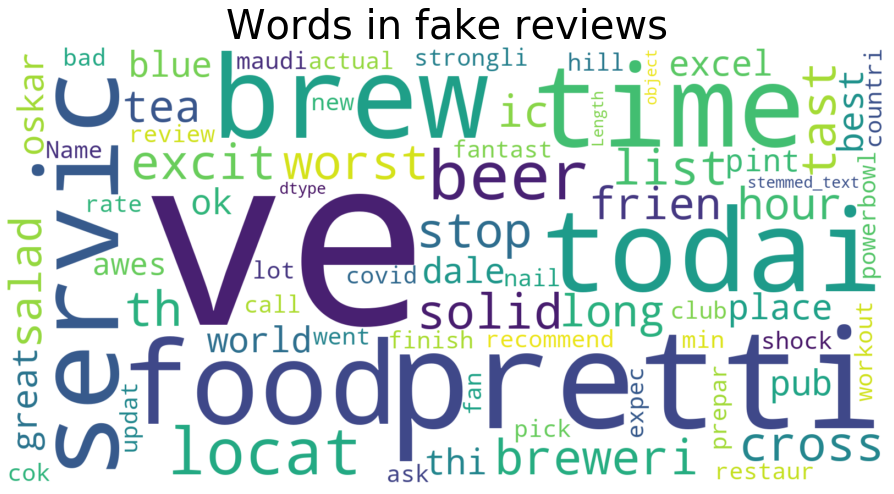 Words in fake reviews
bad
blue
maudi
actual
strongli
hill
object
excel
countri
oskar
servic
tea
brew
new
ic
time
Length
tast
best
Name
review
fantast
excit
worst
beer
list
pint
stemmed_text
dtype
rate
ok
ve
stop
frien
hour
powerbowl
salad
awes
lot
covid
dale
nail
todai
th
call
solid
long
club
place
world
went
finish
recommend
min
shock
workout
great
updat
food
pretti
fan
expec
prepar
pub
locat
pick
cross
cok
ask
thi
breweri
restaur